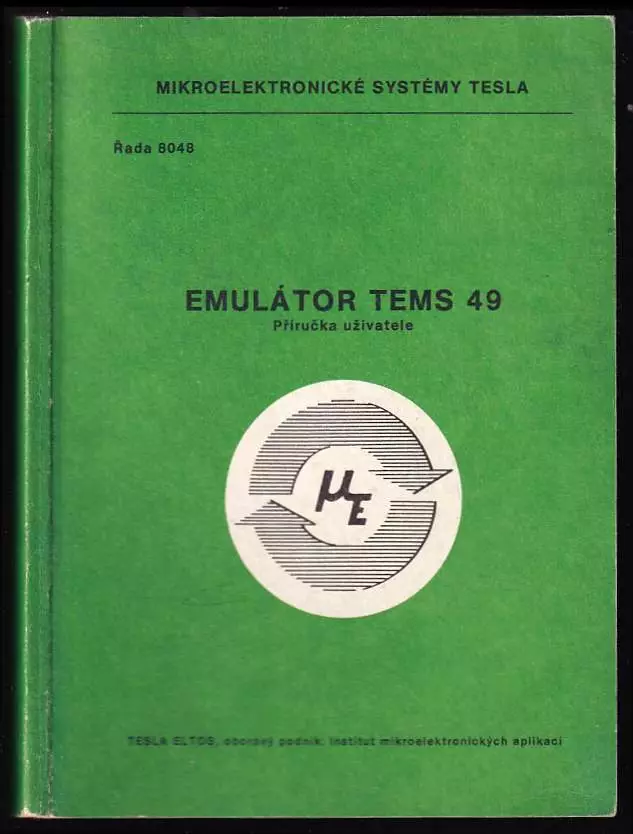 MIKROELEKTRONICKÉ SYSTÉMY TESLA
Řada 8048
EMULÁTOR TEMS 49
Příručka uživatele
µE
TESLA ELTOS, oborový podnik, Institut mikroelektronických aplikací